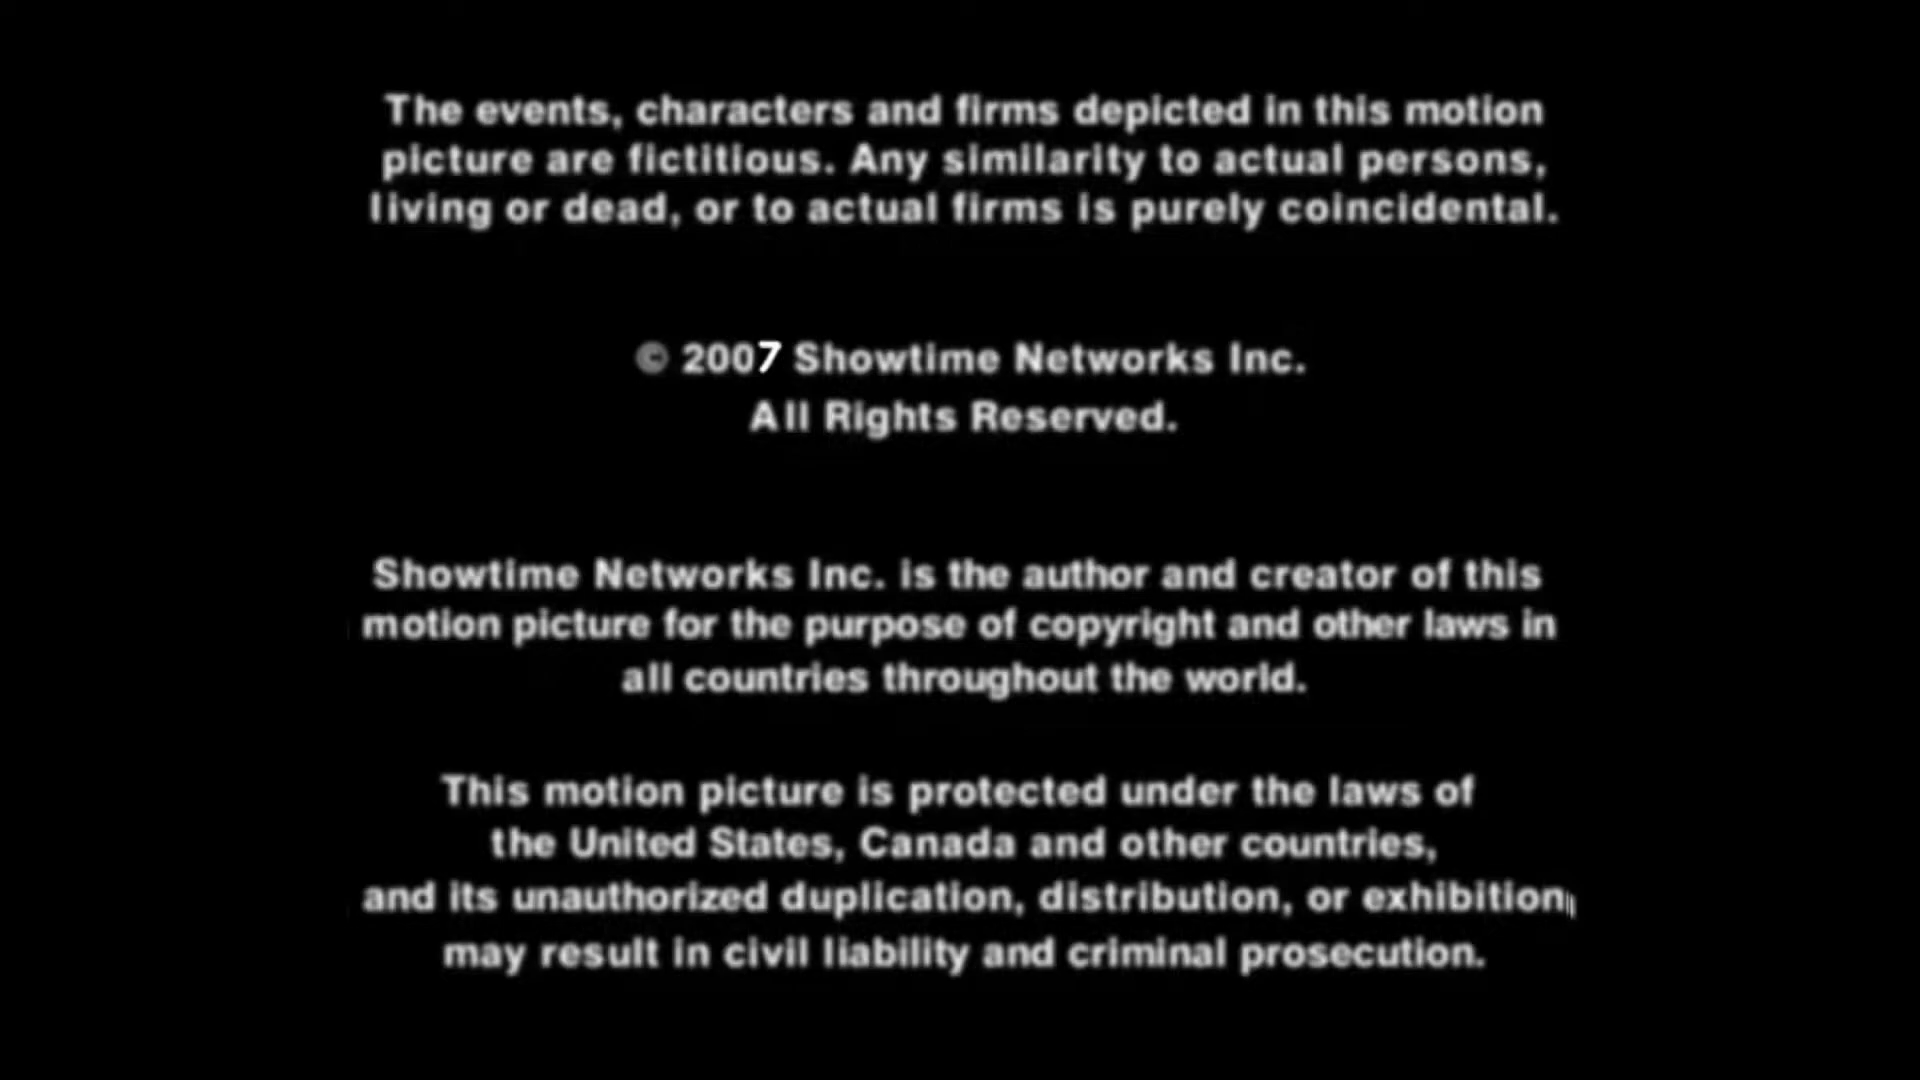 The events, characters and firms depicted in this motion
picture are fictitious. Any similarity to actual persons,
living or dead, or to actual firms is purely coincidental.
© 2007 Showtime Networks Inc.
All Rights Reserved.
Showtime Networks Inc. is the author and creator of this
motion picture for the purpose of copyright and other laws in
all countries throughout the world.
This motion picture is protected under the laws of
the United States, Canada and other countries,
and its unauthorized duplication, distribution, or exhibition,
may result in civil liability and criminal prosecution.